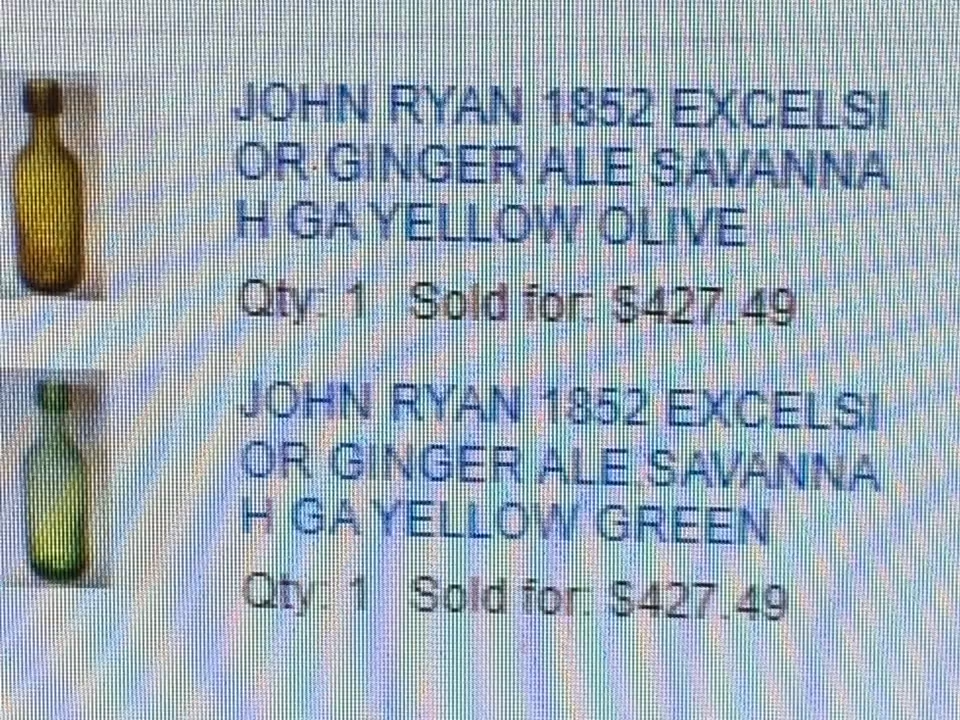 JOHN RYAN 1852 EXCELSI
OR GINGER ALE SAVANNA
H GA YELLOW OLIVE
Qty: 1 Sold for: $427.49
JOHN RYAN 1852 EXCELSI
OR GINGER ALE SAVANNA
H GA YELLOW GREEN
Qty: 1 Sold for: $427.49